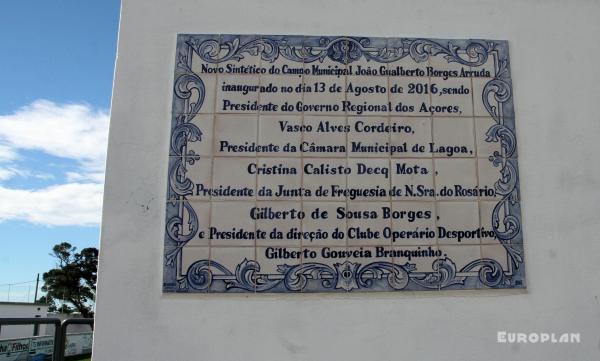 Novo Sintético do Campo Municipal João Gualberto Borges Arruda
inaugurado no dia 13 de Agosto de 2016, sendo
Presidente do Governo Regional dos Açores,
Vasco Alves Cordeiro,
Presidente da Câmara Municipal de Lagoa,
Cristina Calisto Decq Mota,
Presidente da Junta de Freguesia de N.Sra. do Rosário
Gilberto de Sousa Borges,
e Presidente da direção do Clube Operário Desportivo,
Gilberto Gouveia Branquinho.
Filhos
EUROPLAN